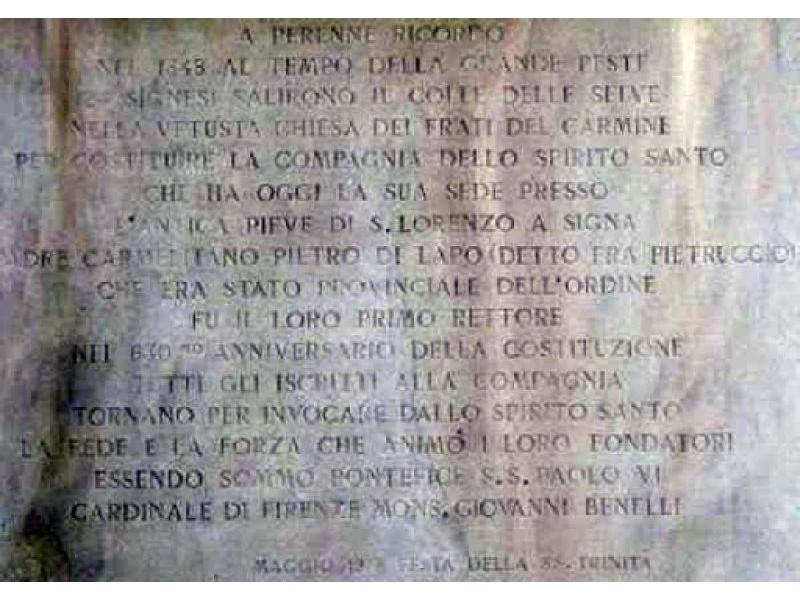 A PERENNE RICORDO
NEL 1348 AL TEMPO DELLA GRANDE PESTE
SIGNESI SALIRONO IL COLLE DELLE SELVE
NELLA VETUSTA CHIESA DEI FRATI DEL CARMINE
PER COSTITUIRE LA COMPAGNIA DELLO SPIRITO SANTO
CHE HA OGGI LA SUA SEDE PRESSO
L'ANTICA PIEVE DI S. LORENZO A SIGNA
PADRE CARMELITANO PIETRO DI LAPO (DETTO FRA PIETRUCCIO)
CHE ERA STATO PROVINCIALE DELL'ORDINE
FU IL LORO PRIMO RETTORE
NEL 630.mo ANNIVERSARIO DELLA COSTITUZIONE
TUTTI GLI ISCRITTI ALLA COMPAGNIA
TORNANO PER INVOCARE DALLO SPIRITO SANTO
LA FEDE E LA FORZA CHE ANIMÒ I LORO FONDATORI
ESSENDO SOMMO PONTEFICE S.S. PAOLO VI
CARDINALE DI FIRENZE MONS. GIOVANNI BENELLI
MAGGIO 1978 FESTA DELLA SS. TRINITÀ